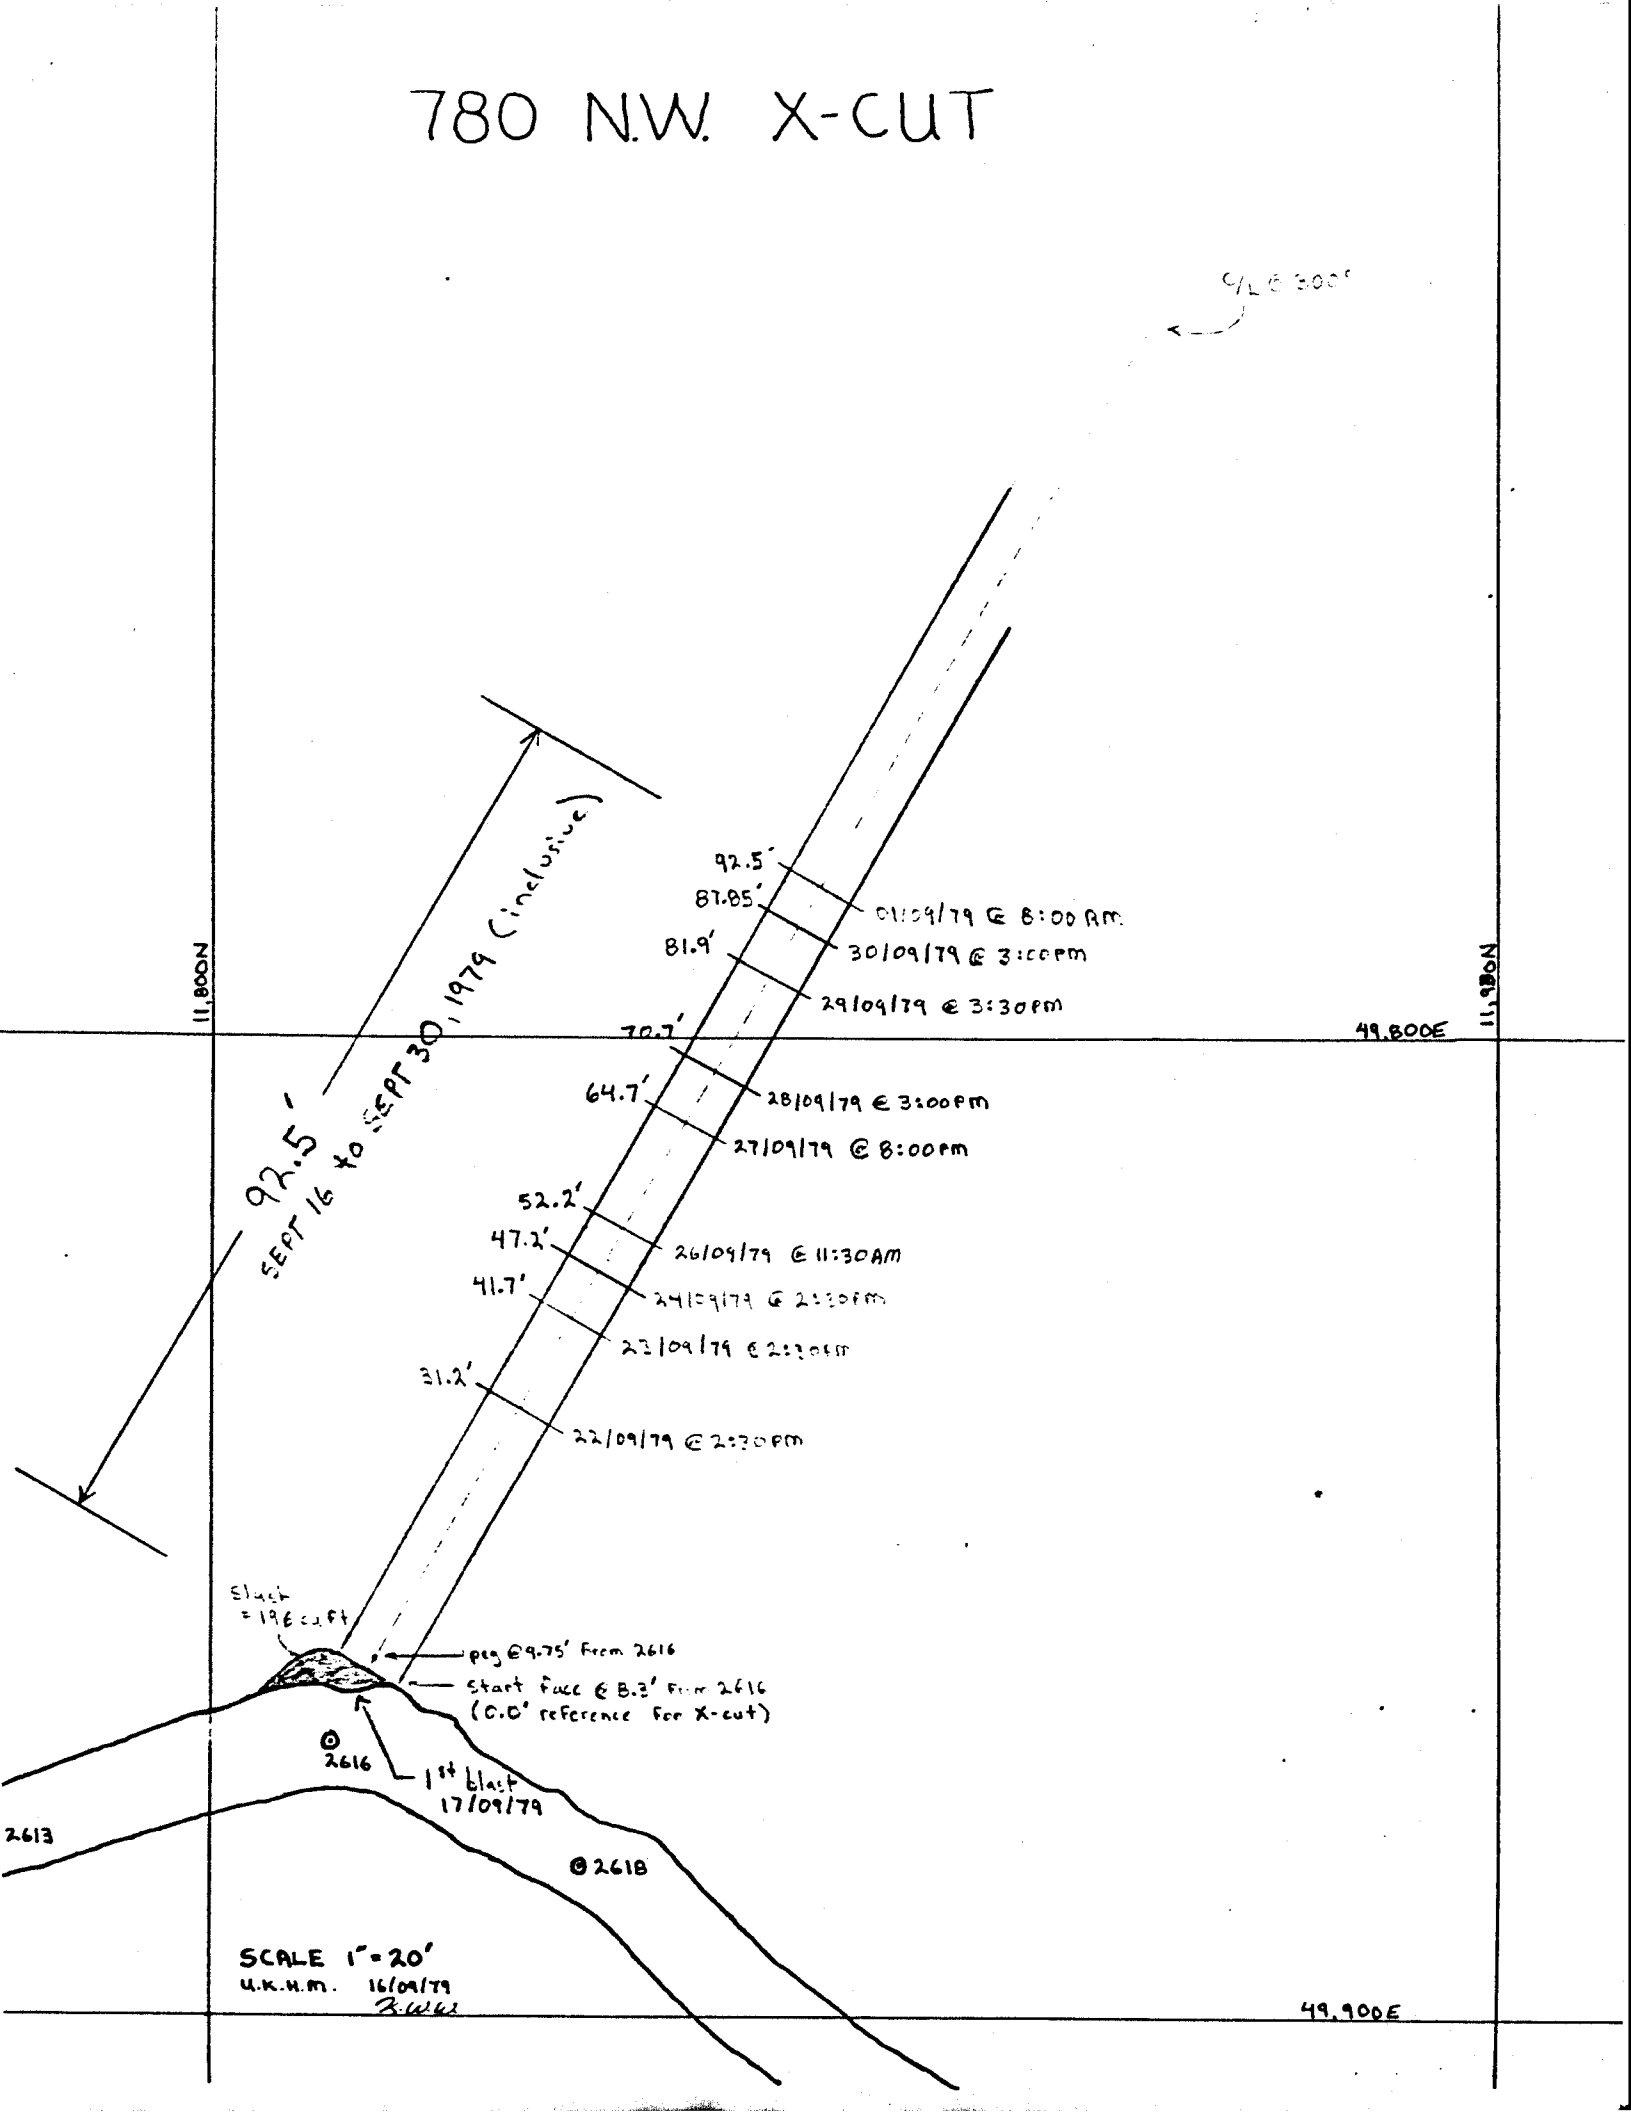 780 N.W. X-CUT
C/L @ 300°
92.5'
01/09/79 @ 8:00 AM
87.85'
30/09/79 @ 3:00PM
81.9'
29/09/79 @ 3:30PM
11,800N
11,930N
49,800E
70.7'
28/09/79 @ 3:00PM
64.7'
27/09/79 @ 8:00PM
92.5'
SEPT 16 to SEPT 30, 1979 (inclusive)
52.2'
26/09/79 @ 11:30AM
47.2'
24/09/79 @ 2:30PM
41.7'
23/09/79 @ 2:30PM
31.2'
22/09/79 @ 2:30PM
Slash
= 196 cu.ft
peg @ 9.75' From 2616
Start face @ 8.3' From 2616
(0.0' reference for X-cut)
2616
1st blast
17/09/79
2613
2618
SCALE 1"=20'
U.K.H.M. 16/09/79
K.W.W.
49,900E